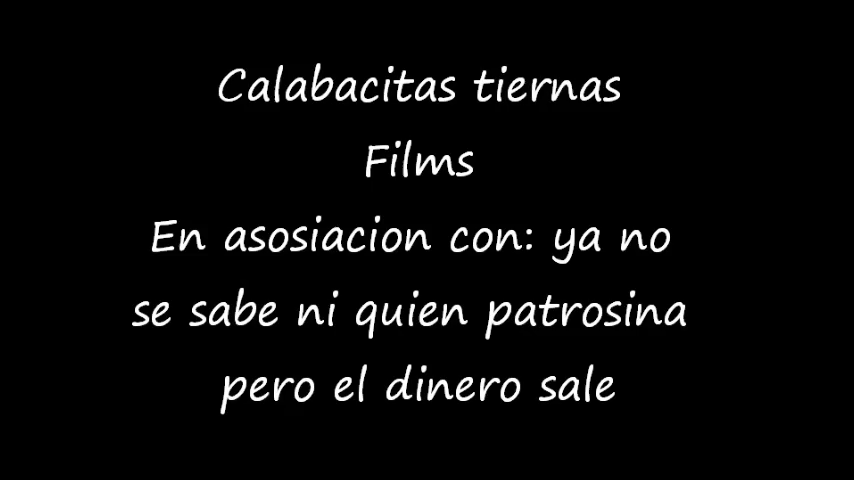 Calabacitas tiernas
Films
En asosiacion con: ya no
se sabe ni quien patrosina
pero el dinero sale